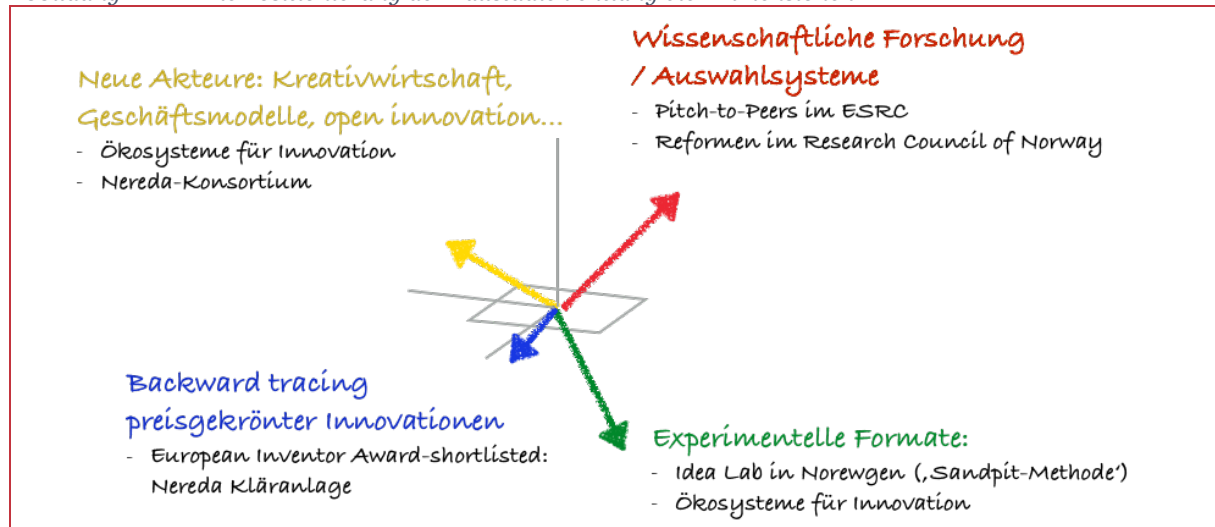 Neue Akteure: Kreativwirtschaft,
Geschäftsmodelle, open innovation...
- Ökosysteme für Innovation
- Nereda-Konsortium
Wissenschaftliche Forschung
/ Auswahlsysteme
- Pitch-to-Peers im ESRC
- Reformen im Research Council of Norway
Backward tracing
preisgekrönter Innovationen
- European Inventor Award-shortlisted:
Nereda Kläranlage
Experimentelle Formate:
- Idea Lab in Norewgen (‚Sandpit-Methode‘)
- Ökosysteme für Innovation